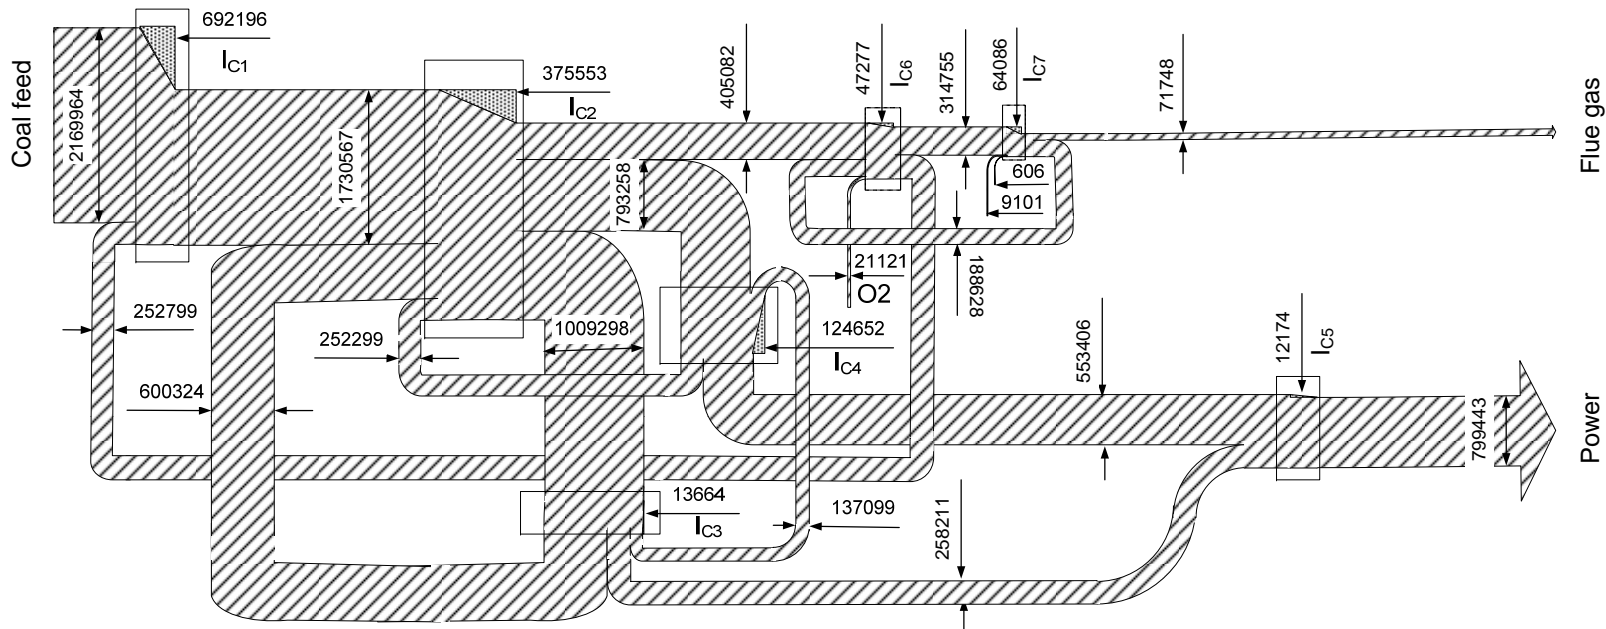 692196
I_C1
Coal feed
2169964
1730567
375553
I_C2
405082
793258
47277
I_C6
314755
64086
I_C7
71748
Flue gas
606
9101
21121
O2
188628
252799
252299
1009298
600324
124652
I_C4
553406
12174
I_C5
799443
Power
13664
I_C3
137099
258211